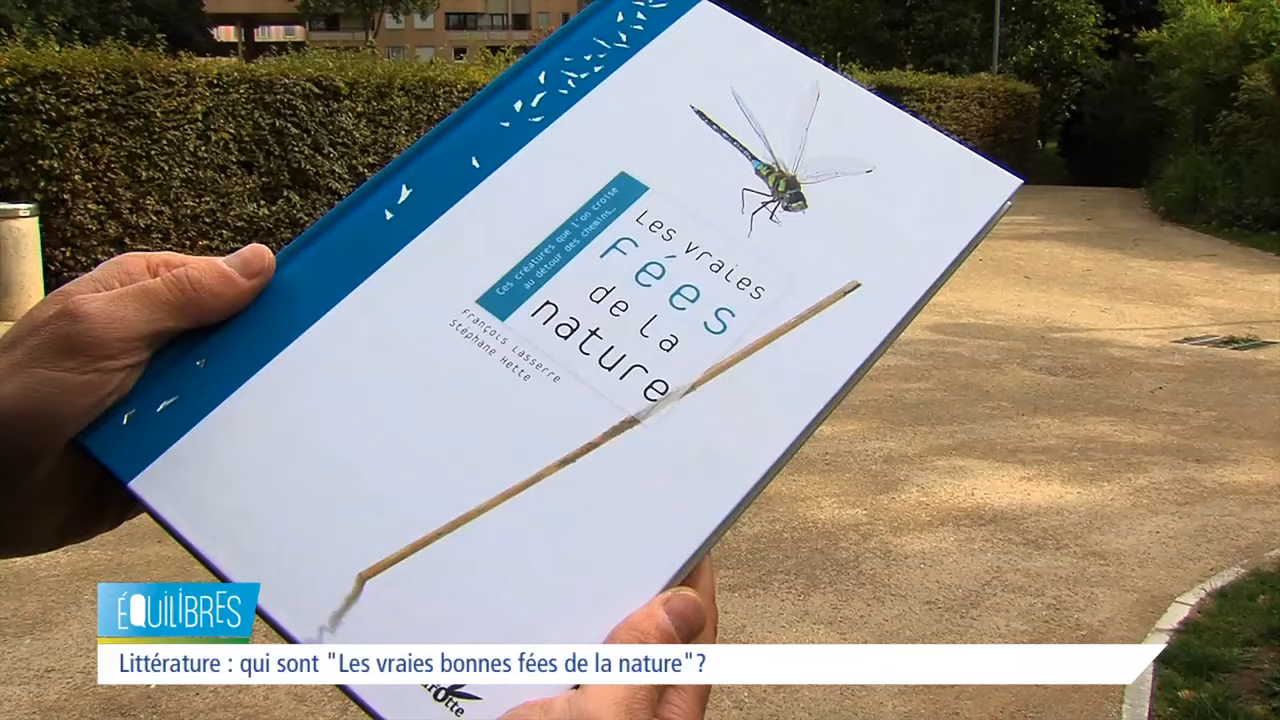 Ces créatures que l'on croise
au détour des chemins…
Les vraies
fées
de la
nature
François Lasserre
Stéphane Hette
ÉQUILIBRES
Littérature : qui sont "Les vraies bonnes fées de la nature"?